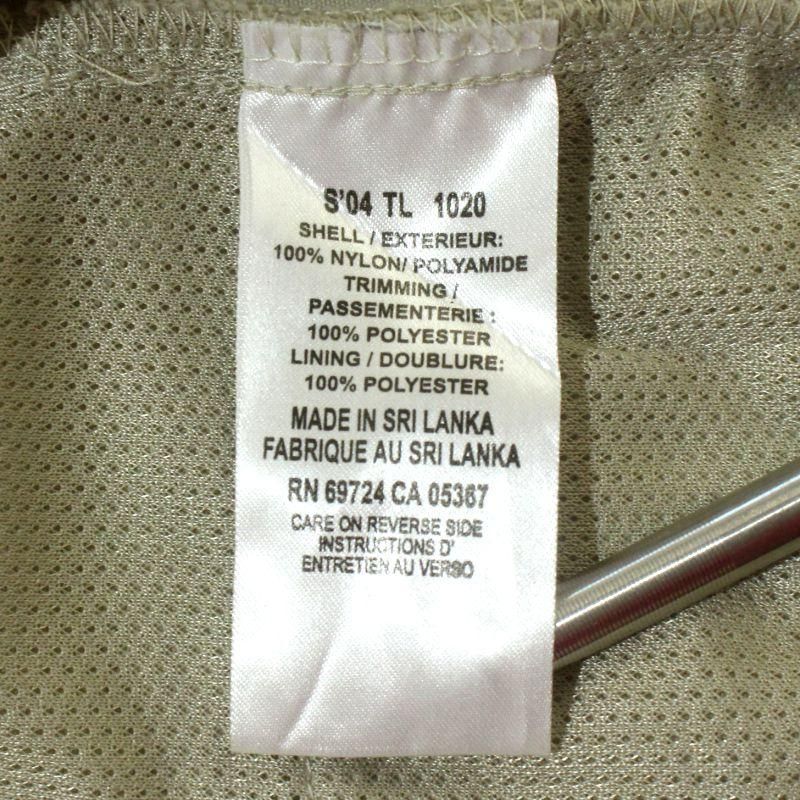 S'04 TL 1020
SHELL / EXTERIEUR:
100% NYLON/ POLYAMIDE
TRIMMING /
PASSEMENTERIE :
100% POLYESTER
LINING / DOUBLURE:
100% POLYESTER
MADE IN SRI LANKA
FABRIQUE AU SRI LANKA
RN 69724 CA 05367
CARE ON REVERSE SIDE
INSTRUCTIONS D'
ENTRETIEN AU VERSO